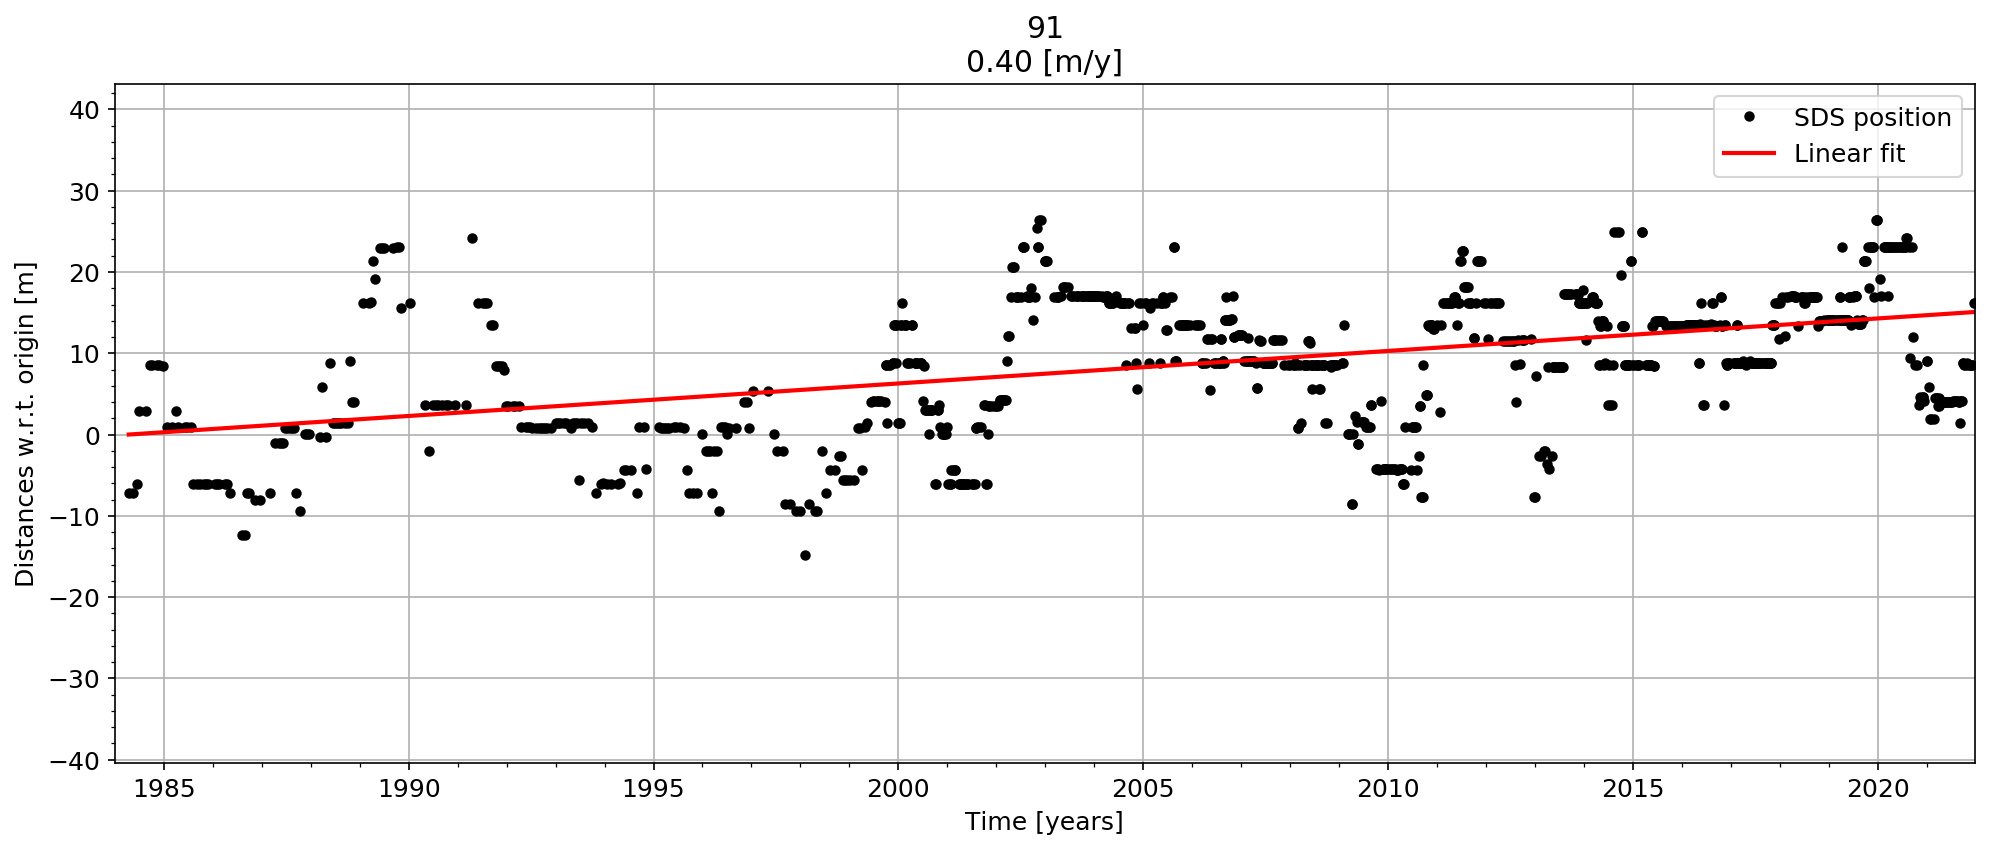 91
0.40 [m/y]
SDS position
Linear fit
Distances w.r.t. origin [m]
40
30
20
10
0
−10
−20
−30
−40
1985 1990 1995 2000 2005 2010 2015 2020
Time [years]